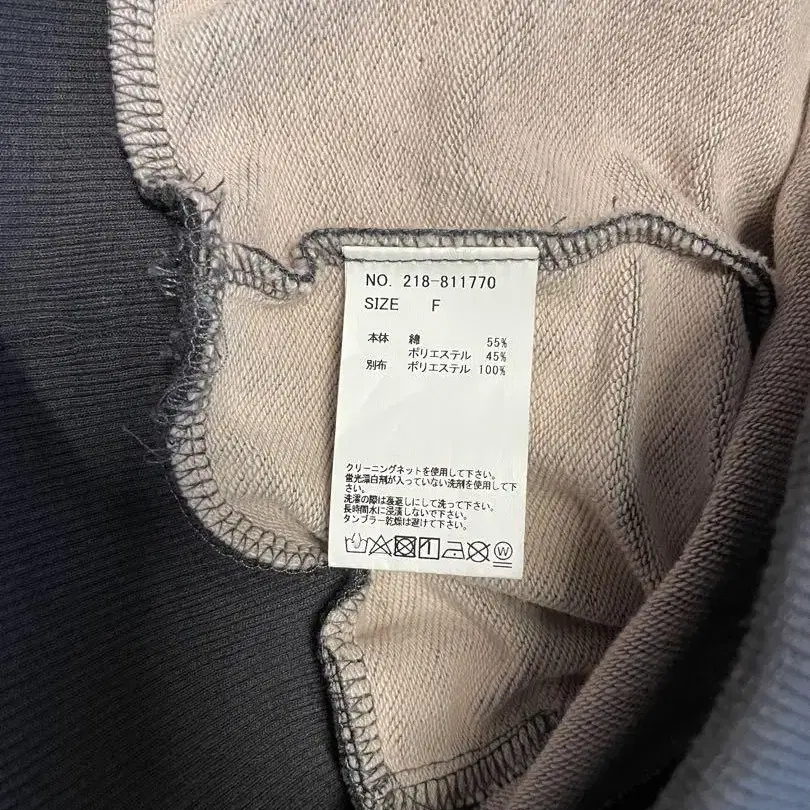 NO. 218-811770
SIZE F
本体 綿 55%
ポリエステル 45%
別布 ポリエステル 100%
クリーニングネットを使用して下さい。
蛍光漂白剤が入っていない洗剤を使用して下
さい。
洗濯の際は裏返しにして洗って下さい。
長時間水に浸漬しないで下さい。
タンブラー乾燥は避けて下さい。
W